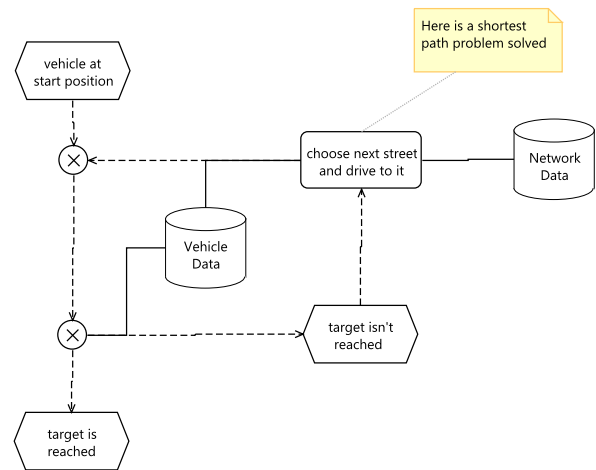 Here is a shortest
path problem solved
vehicle at
start position
choose next street
and drive to it
Network
Data
Vehicle
Data
target isn't
reached
target is
reached